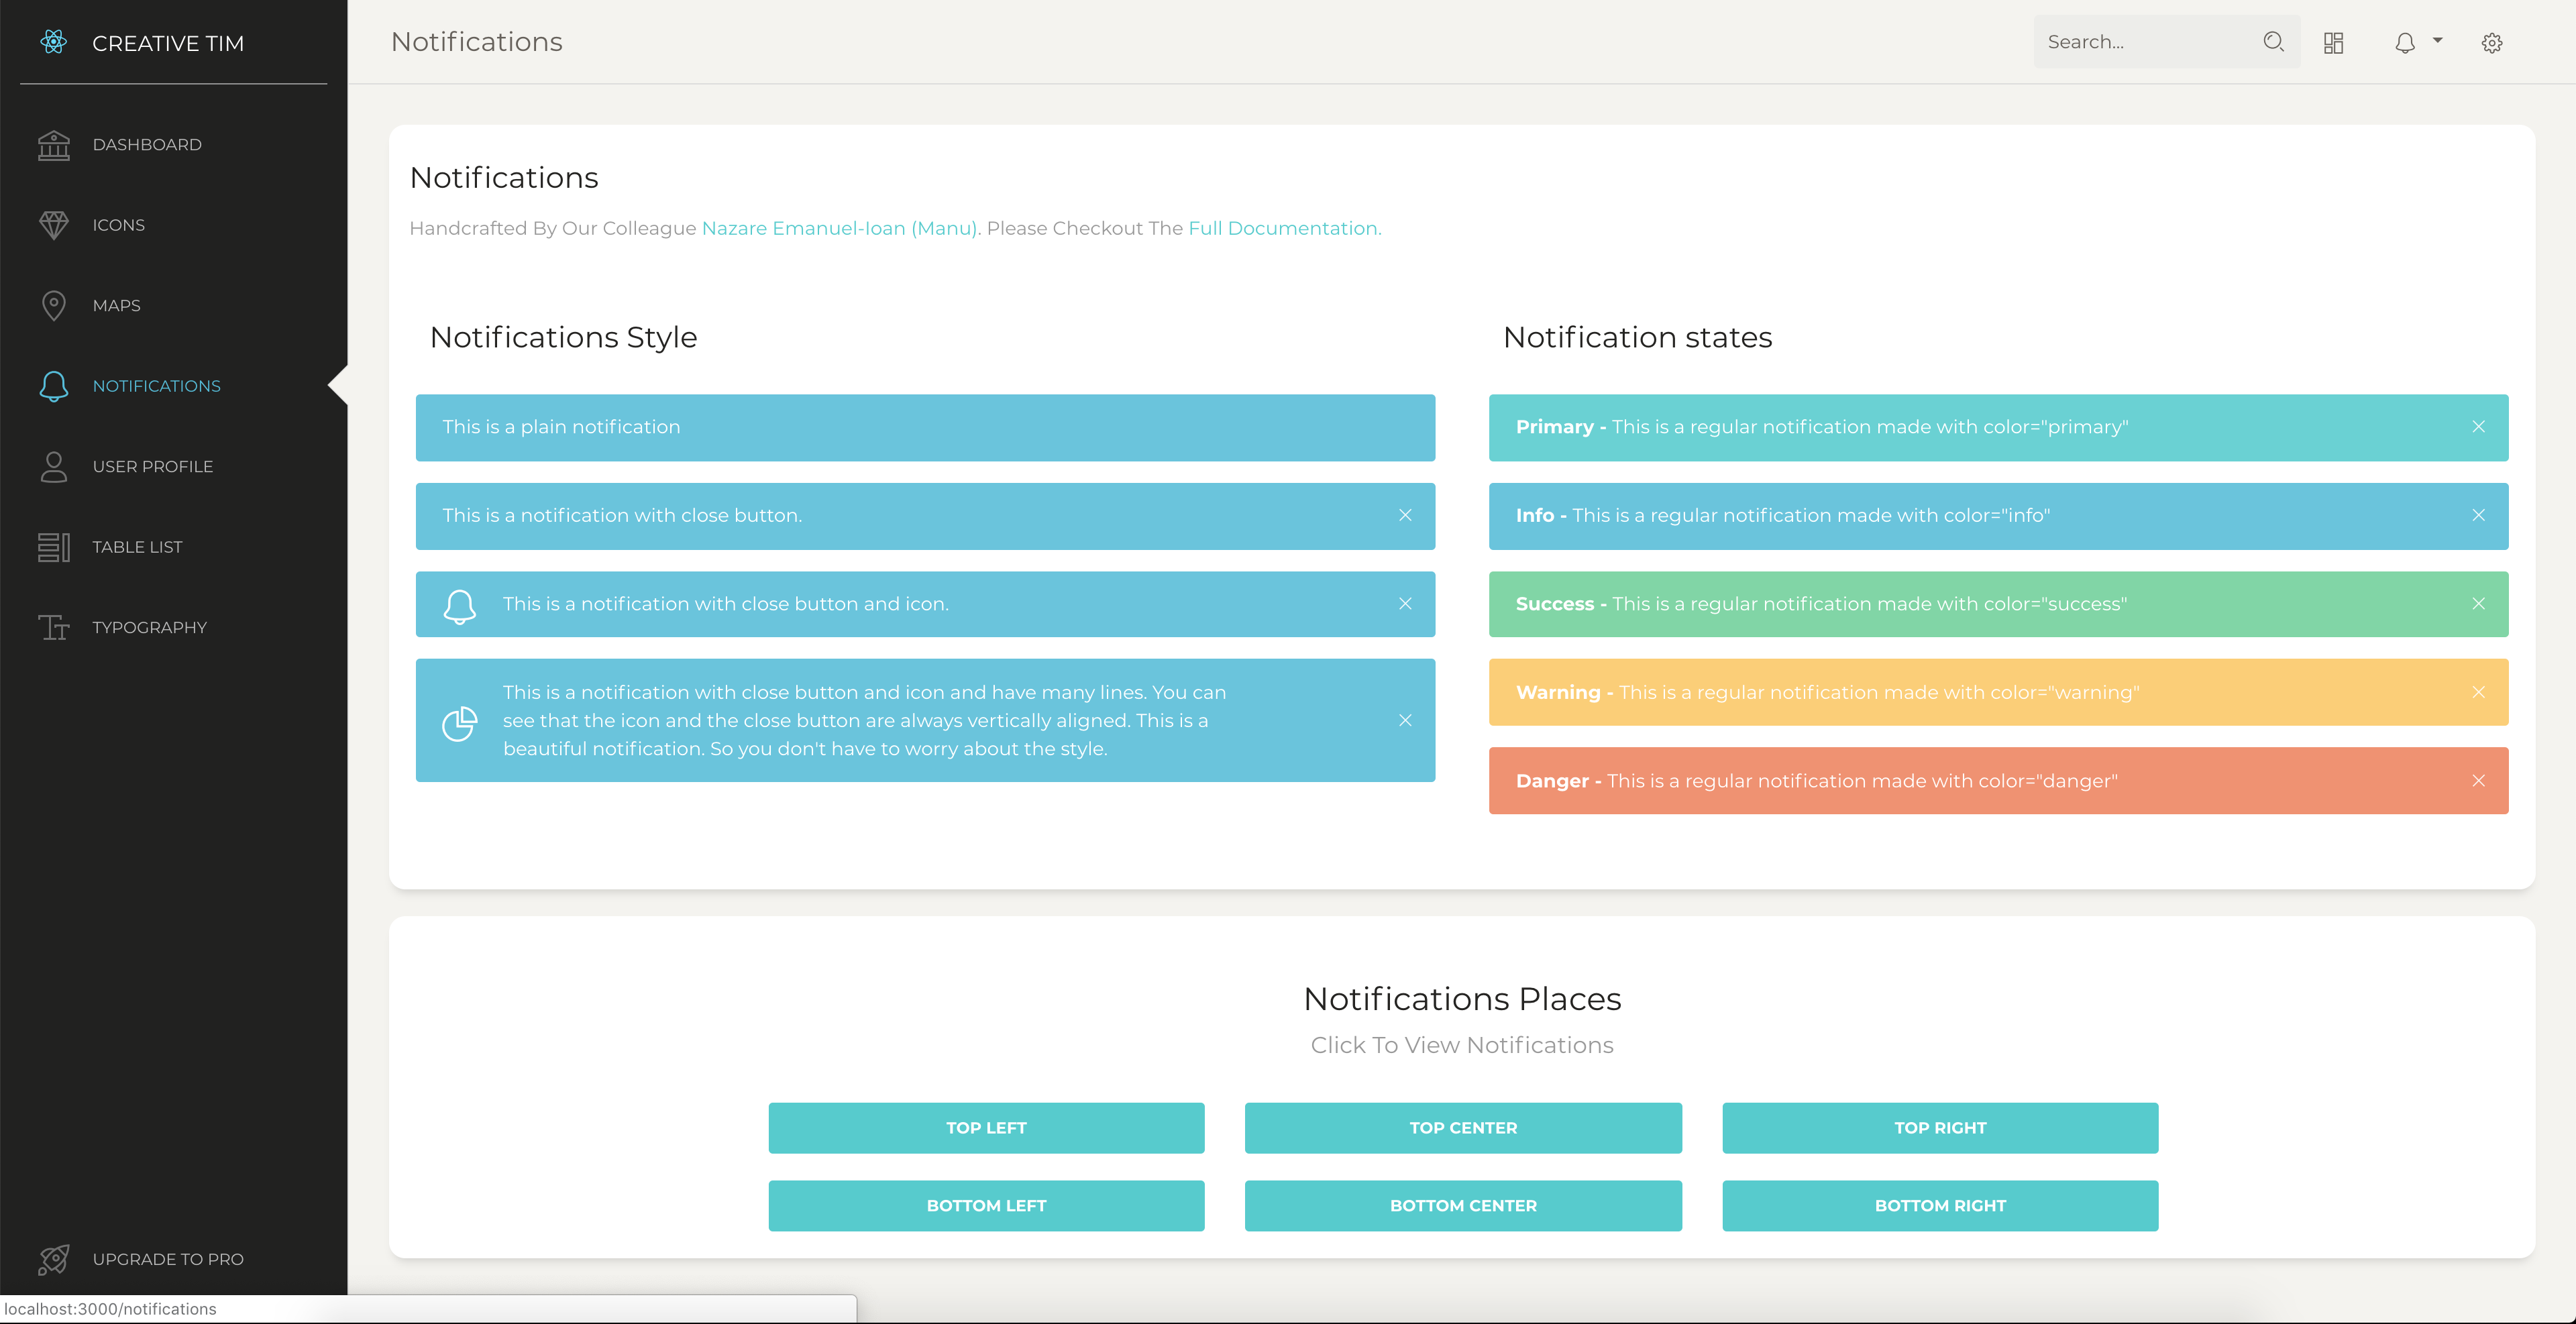 CREATIVE TIM
DASHBOARD
ICONS
MAPS
NOTIFICATIONS
USER PROFILE
TABLE LIST
TYPOGRAPHY
UPGRADE TO PRO
Notifications
Search...
Notifications
Handcrafted By Our Colleague Nazare Emanuel-Ioan (Manu). Please Checkout The Full Documentation.
Notifications Style
This is a plain notification
This is a notification with close button.
This is a notification with close button and icon.
This is a notification with close button and icon and have many lines. You can
see that the icon and the close button are always vertically aligned. This is a
beautiful notification. So you don't have to worry about the style.
Notification states
Primary - This is a regular notification made with color="primary"
Info - This is a regular notification made with color="info"
Success - This is a regular notification made with color="success"
Warning - This is a regular notification made with color="warning"
Danger - This is a regular notification made with color="danger"
Notifications Places
Click To View Notifications
TOP LEFT
TOP CENTER
TOP RIGHT
BOTTOM LEFT
BOTTOM CENTER
BOTTOM RIGHT
localhost:3000/notifications